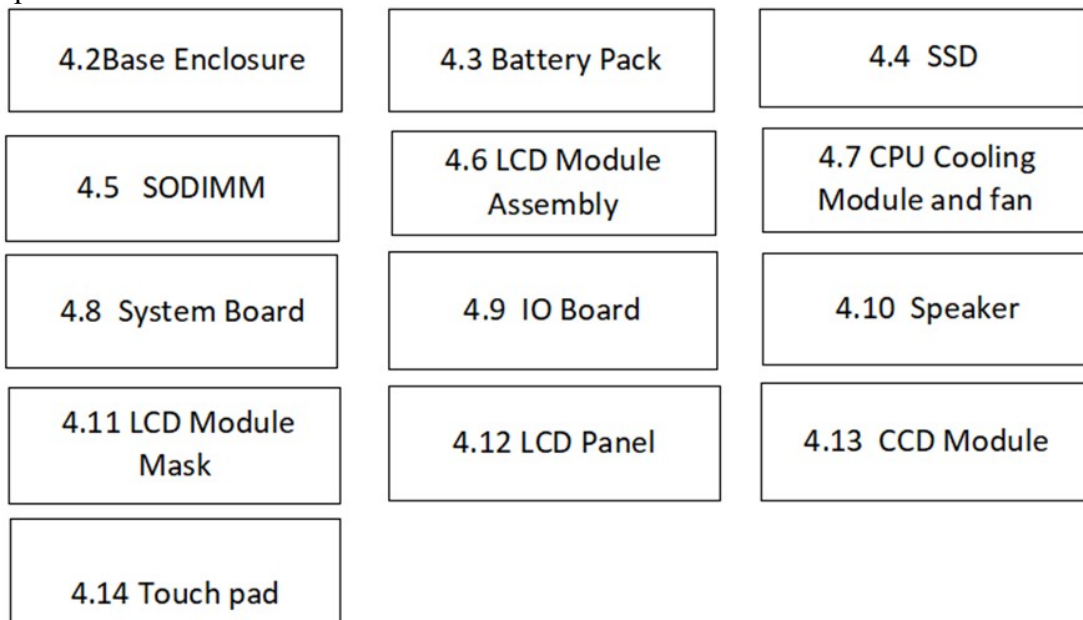 4.2Base Enclosure
4.3 Battery Pack
4.4 SSD
4.5 SODIMM
4.6 LCD Module
Assembly
4.7 CPU Cooling
Module and fan
4.8 System Board
4.9 IO Board
4.10 Speaker
4.11 LCD Module
Mask
4.12 LCD Panel
4.13 CCD Module
4.14 Touch pad